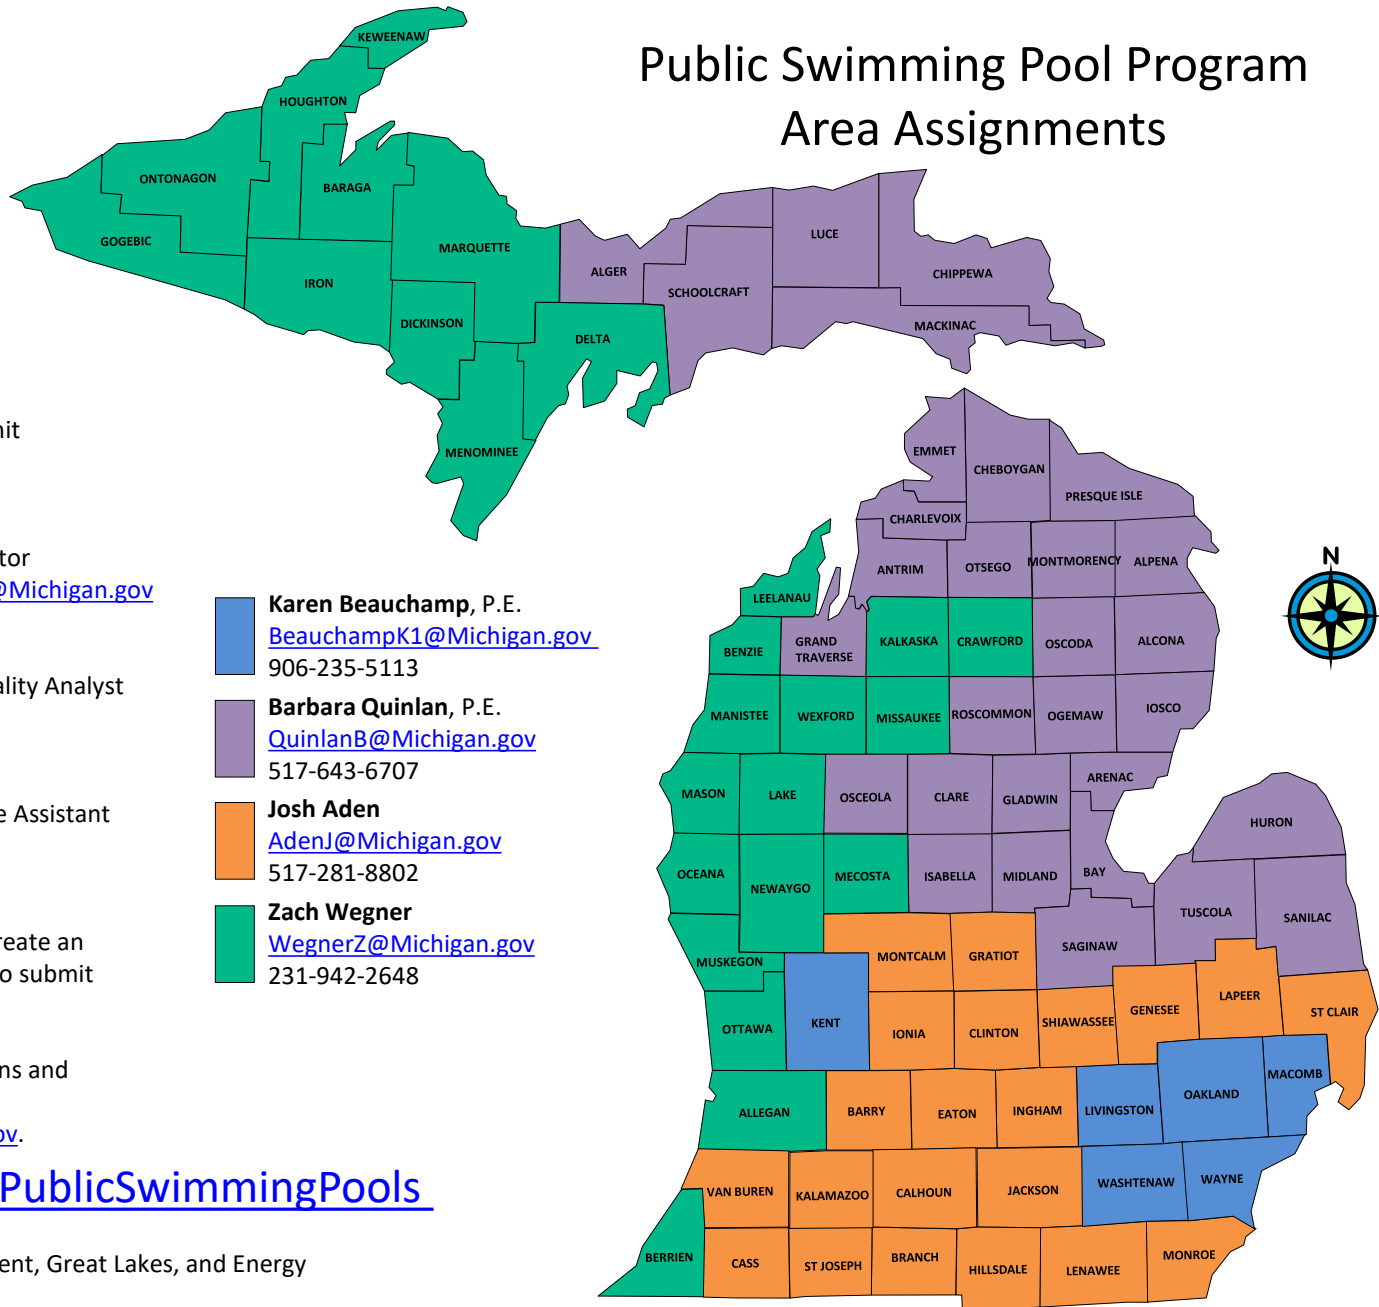 Public Swimming Pool Program
Area Assignments
KEWEENAW
HOUGHTON
ONTONAGON
BARAGA
GOGEBIC
MARQUETTE
IRON
DICKINSON
DELTA
MENOMINEE
ALGER
SCHOOLCRAFT
LUCE
CHIPPEWA
MACKINAC
nit
tor
@Michigan.gov
ality Analyst
e Assistant
reate an
o submit
ns and
ov.
PublicSwimmingPools
ent, Great Lakes, and Energy
Karen Beauchamp, P.E.
BeauchampK1@Michigan.gov
906-235-5113
Barbara Quinlan, P.E.
QuinlanB@Michigan.gov
517-643-6707
Josh Aden
AdenJ@Michigan.gov
517-281-8802
Zach Wegner
WegnerZ@Michigan.gov
231-942-2648
N
EMMET
CHEBOYGAN
PRESQUE ISLE
CHARLEVOIX
ANTRIM
OTSEGO
MONTMORENCY
ALPENA
LEELANAU
BENZIE
GRAND
TRAVERSE
KALKASKA
CRAWFORD
OSCODA
ALCONA
MANISTEE
WEXFORD
MISSAUKEE
ROSCOMMON
OGEMAW
IOSCO
MASON
LAKE
OSCEOLA
CLARE
GLADWIN
ARENAC
HURON
OCEANA
NEWAYGO
MECOSTA
ISABELLA
MIDLAND
BAY
TUSCOLA
SANILAC
MUSKEGON
MONTCALM
GRATIOT
SAGINAW
OTTAWA
KENT
IONIA
CLINTON
SHIAWASSEE
GENESEE
LAPEER
ST CLAIR
ALLEGAN
BARRY
EATON
INGHAM
LIVINGSTON
OAKLAND
MACOMB
VAN BUREN
KALAMAZOO
CALHOUN
JACKSON
WASHTENAW
WAYNE
BERRIEN
CASS
ST JOSEPH
BRANCH
HILLSDALE
LENAWEE
MONROE